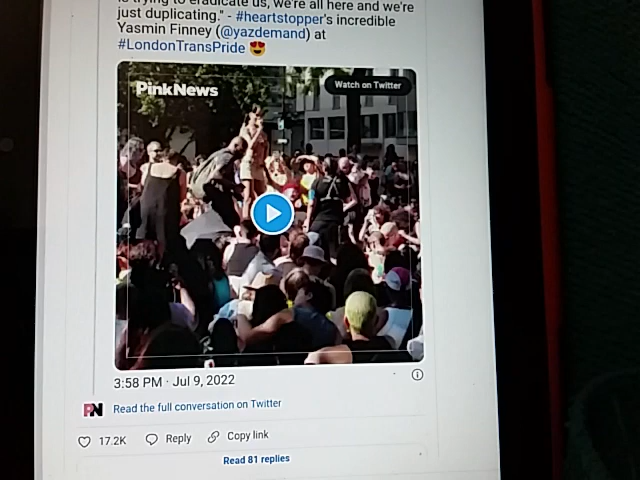 is trying to eradicate us, we're all here and we're
just duplicating." - #heartstopper's incredible
Yasmin Finney (@yazdemand) at
#LondonTransPride
PinkNews
Watch on Twitter
3:58 PM · Jul 9, 2022
PN
Read the full conversation on Twitter
17.2K
Reply
Copy link
Read 81 replies